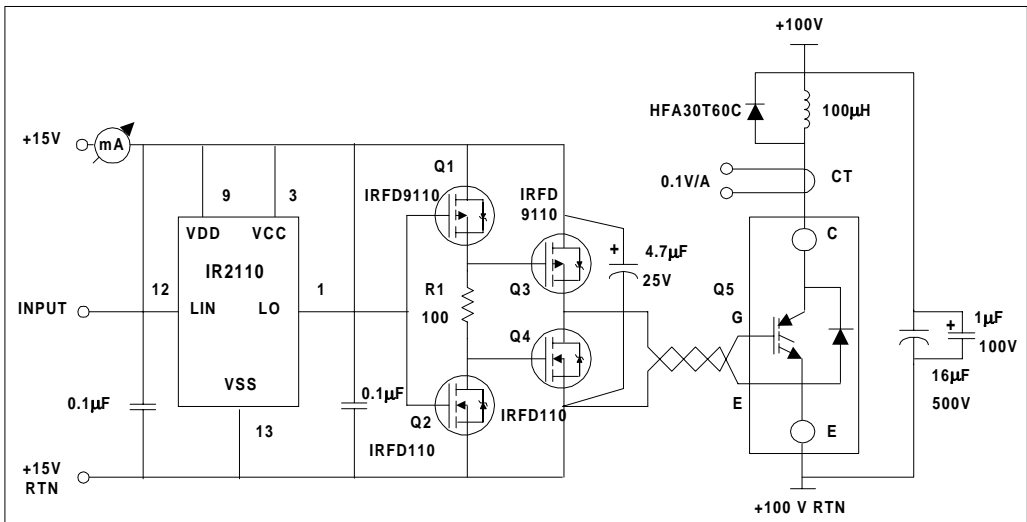 +100V
HFA30T60C
100μH
+15V
mA
Q1
IRFD9110
IRFD
9110
0.1V/A
CT
9
3
VDD
VCC
C
IR2110
4.7μF
25V
+
12
1
R1
100
Q3
Q5
INPUT
LIN
LO
G
+
1μF
100V
Q4
VSS
0.1μF
0.1μF
16μF
500V
E
Q2
IRFD110
13
E
IRFD110
+15V
RTN
+100 V RTN